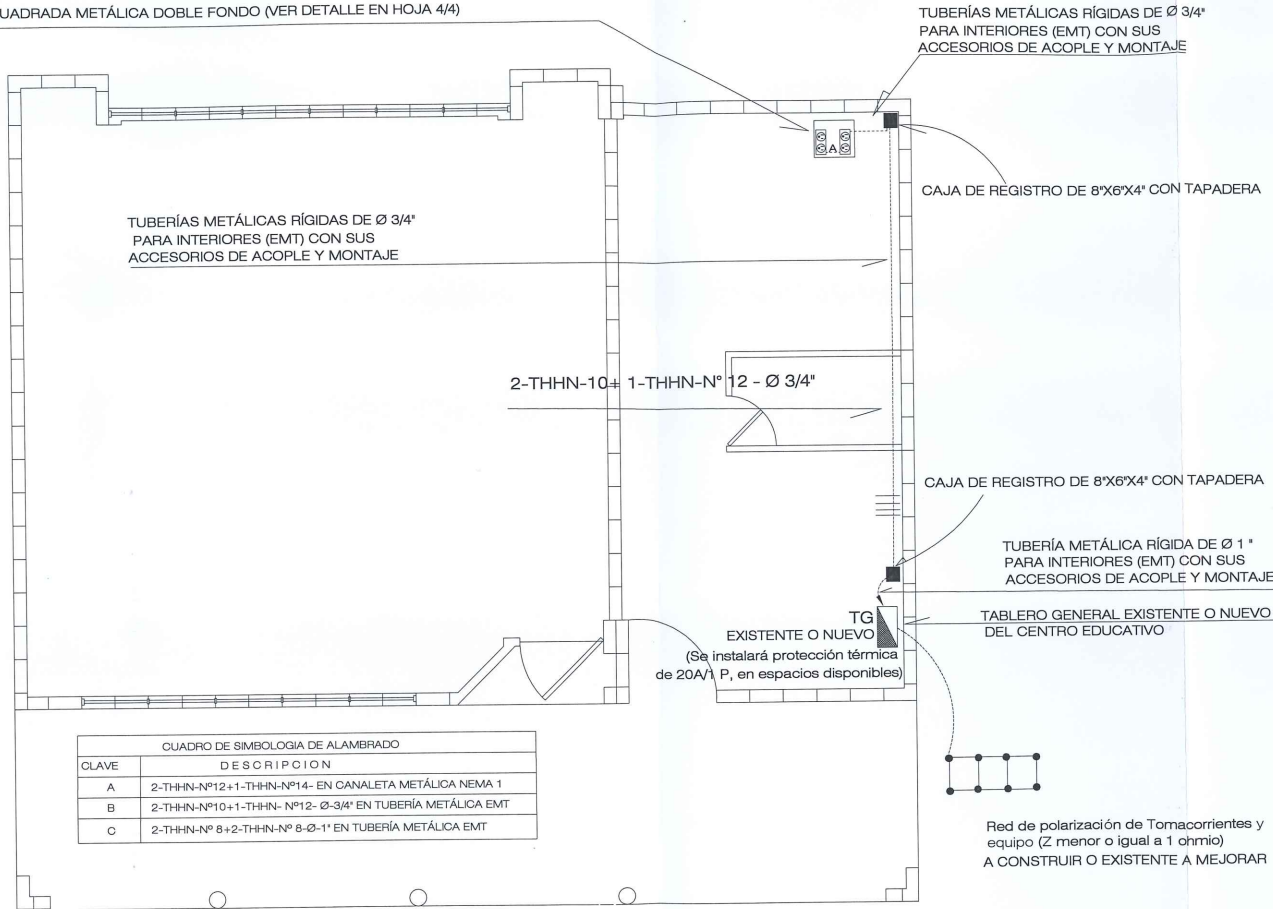 UADRADA METÁLICA DOBLE FONDO (VER DETALLE EN HOJA 4/4)
TUBERÍAS METÁLICAS RÍGIDAS DE Ø 3/4"
PARA INTERIORES (EMT) CON SUS
ACCESORIOS DE ACOPLE Y MONTAJE
A
CAJA DE REGISTRO DE 8"X6"X4" CON TAPADERA
TUBERÍAS METÁLICAS RÍGIDAS DE Ø 3/4"
PARA INTERIORES (EMT) CON SUS
ACCESORIOS DE ACOPLE Y MONTAJE
2-THHN-10+ 1-THHN-N° 12 - Ø 3/4"
CAJA DE REGISTRO DE 8"X6"X4" CON TAPADERA
TUBERÍA METÁLICA RÍGIDA DE Ø 1 "
PARA INTERIORES (EMT) CON SUS
ACCESORIOS DE ACOPLE Y MONTAJE
TG
EXISTENTE O NUEVO
(Se instalará protección térmica
de 20A/1 P, en espacios disponibles)
TABLERO GENERAL EXISTENTE O NUEVO
DEL CENTRO EDUCATIVO
CUADRO DE SIMBOLOGIA DE ALAMBRADO
CLAVE DESCRIPCION
A 2-THHN-Nº12+1-THHN-Nº14- EN CANALETA METÁLICA NEMA 1
B 2-THHN-Nº10+1-THHN- Nº12- Ø-3/4" EN TUBERÍA METÁLICA EMT
C 2-THHN-Nº 8+2-THHN-Nº 8-Ø-1" EN TUBERÍA METÁLICA EMT
Red de polarización de Tomacorrientes y
equipo (Z menor o igual a 1 ohmio)
A CONSTRUIR O EXISTENTE A MEJORAR